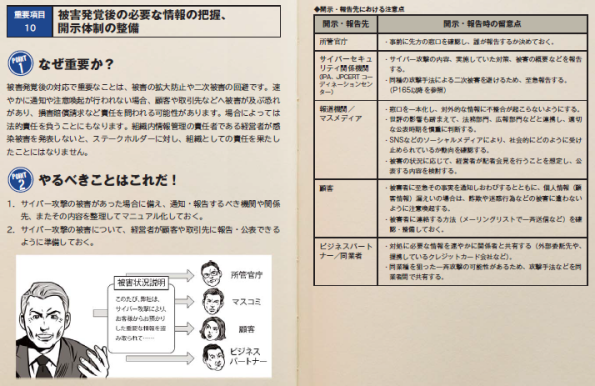 重要項目
10
被害発覚後の必要な情報の把握、
開示体制の整備
POINT
1
なぜ重要か？
被害発覚後の対応で重要なことは、被害の拡大防止や二次被害の回避です。速
やかに通知や注意喚起が行われない場合、顧客や取引先などへ被害が及ぶ恐れ
があり、損害賠償請求など責任を問われる可能性があります。場合によっては
法的責任を負うことにもなります。組織内情報管理の責任者である経営者が感
染被害を発表しないと、ステークホルダに対し、組織としての責任を果たし
たことにはなりません。
POINT
2
やるべきことはこれだ！
1. サイバー攻撃の被害があった場合に備え、通知・報告するべき機関や関係
先、またその内容を整理してマニュアル化しておく。
2. サイバー攻撃の被害について、経営者が顧客や取引先に報告・公表できる
ように準備しておく。
被害状況説明
このたび、弊社は、
サイバー攻撃により、
お客様からお預かり
した重要な情報を盗
み取られて……
所管官庁
マスコミ
顧客
ビジネス
パートナー
◆開示・報告先における注意点
開示・報告先
開示・報告時の留意点
所管官庁
・事前に先方の窓口を確認し、誰が報告するか決めておく。
サイバーセキュ
リティ関係機関
(IPA、JPCERT コー
ディネーションセン
ター)
・サイバー攻撃の内容、実施していた対策、被害の概要などを報告
する。
・同種の攻撃手法による二次被害を避けるため、至急報告する。
（P165以降を参照）
報道機関／
マスメディア
・窓口を一本化し、対外的な情報に不整合が起こらないようにする。
・世評の影響も踏まえて、法務部門、広報部門などと連携し、適切
な公表時期を慎重に判断する。
・SNSなどのソーシャルメディアにより、社会的にどのように受け
止められているか動向を確認する。
・被害の状況に応じて、経営者が記者会見を行うことを想定し、公
表する内容を検討する。
顧客
・被害者に至急その事実を通知しおわびするとともに、個人情報（顧
客情報）漏えいの場合は、詐欺や迷惑行為などの被害に遭わない
ように注意喚起する。
・被害者に連絡する方法（メーリングリストで一斉送信など）を確
認・整備しておく。
ビジネスパート
ナー／同業者
・対処に必要な情報を速やかに関係者と共有する（外部委託先や、
提携しているクレジットカード会社など）。
・同業種を狙った一斉攻撃の可能性があるため、攻撃手法などを同
業者間で共有する。